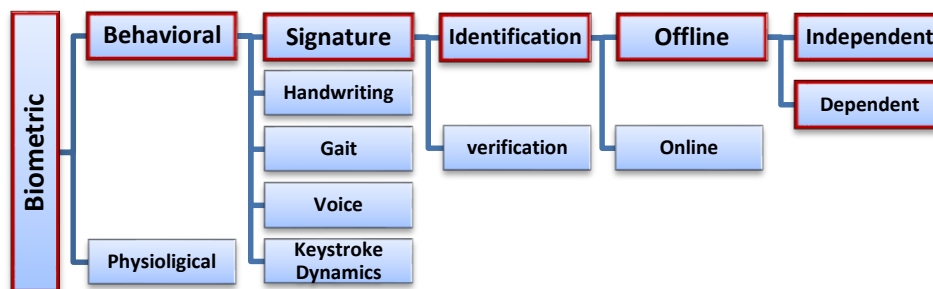 Biometric
Behavioral
Physioligical
Signature
Handwriting
Gait
Voice
Keystroke
Dynamics
Identification
verification
Offline
Online
Independent
Dependent